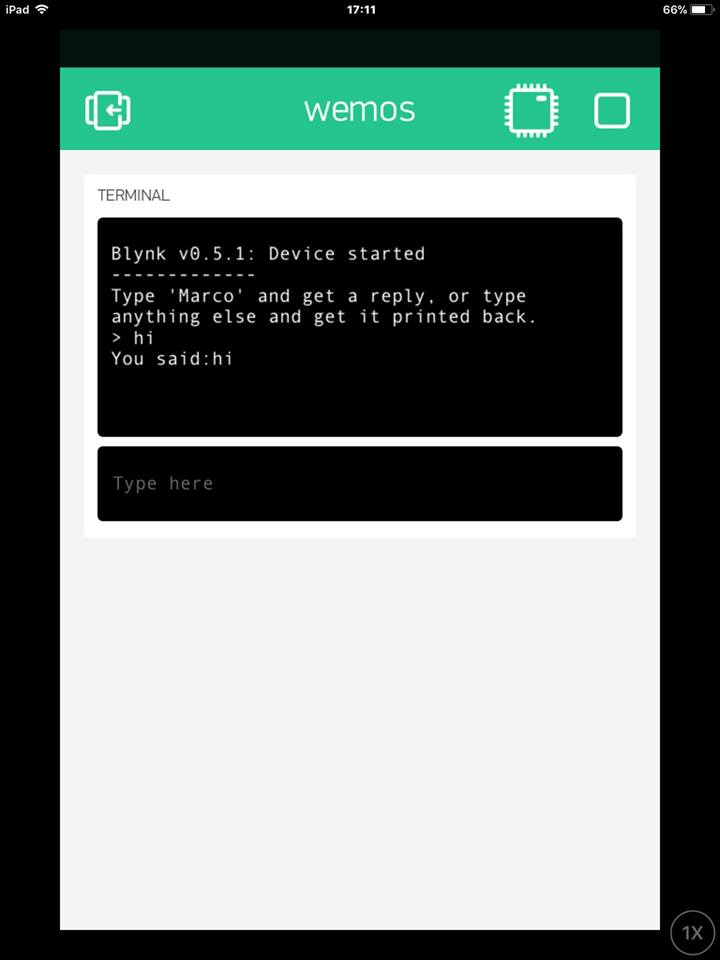 iPad 17:11 66%
wemos
TERMINAL
Blynk v0.5.1: Device started
-------------
Type 'Marco' and get a reply, or type
anything else and get it printed back.
> hi
You said:hi
Type here
1X